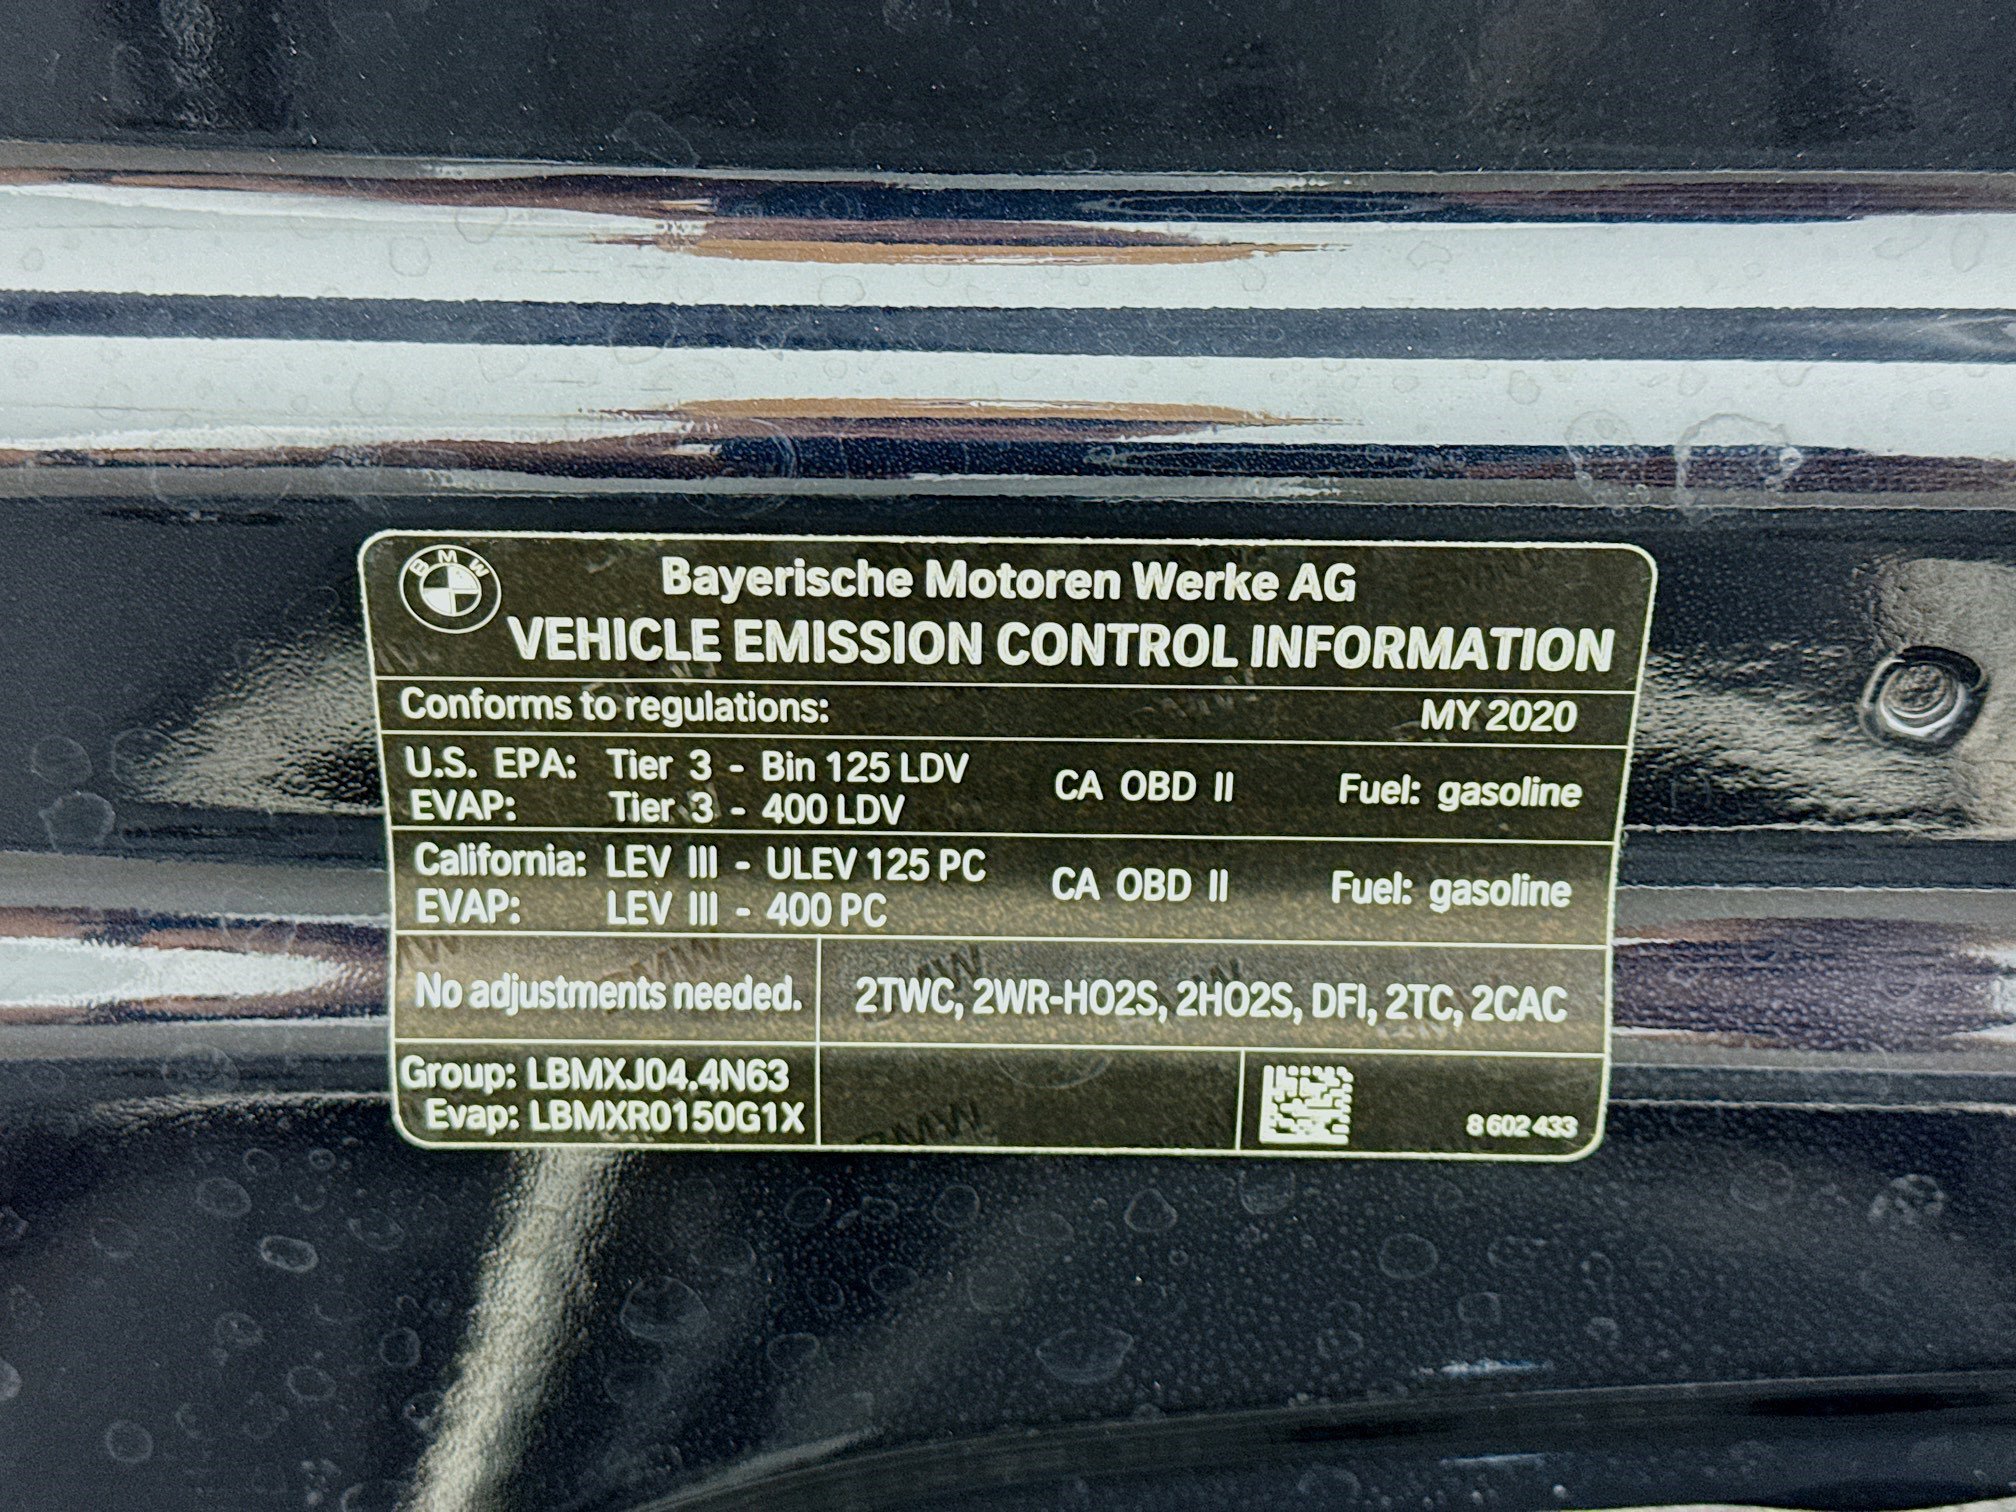 BMW
Bayerische Motoren Werke AG
VEHICLE EMISSION CONTROL INFORMATION
Conforms to regulations: MY 2020
U.S. EPA: Tier 3 - Bin 125 LDV CA OBD II Fuel: gasoline
EVAP: Tier 3 - 400 LDV
California: LEV III - ULEV 125 PC CA OBD II Fuel: gasoline
EVAP: LEV III - 400 PC
No adjustments needed. 2TWC, 2WR-HO2S, 2HO2S, DFI, 2TC, 2CAC
Group: LBMXJ04.4N63
Evap: LBMXR0150G1X
8 602 433